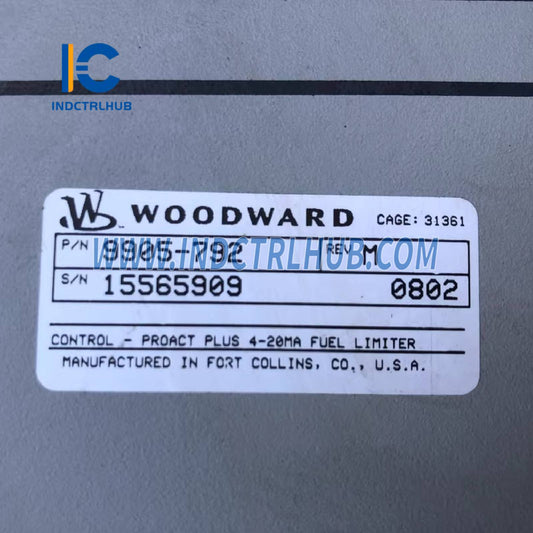 IC
INDCTRLHUB
W WOODWARD CAGE: 31361
P/N 9905-792 REV M
WWW.INDCTRLHUB.COM
S/N 15565909 0802
CONTROL - PROACT PLUS 4-20MA FUEL LIMITER
MANUFACTURED IN FORT COLLINS, CO., U.S.A.